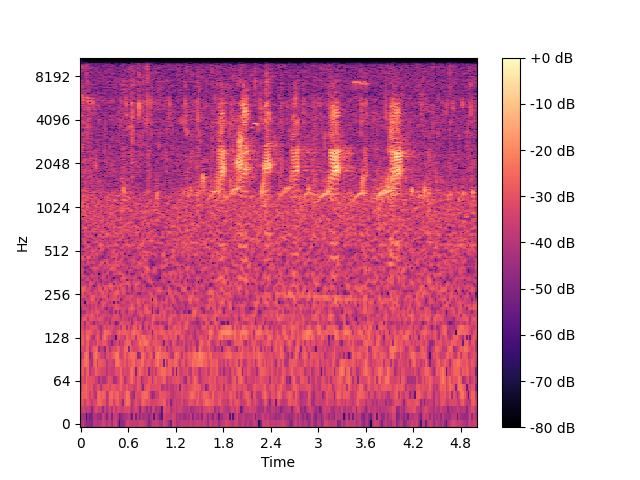 +0 dB
8192
-10 dB
4096
-20 dB
2048
-30 dB
1024
-40 dB
Hz
512
-50 dB
256
-60 dB
128
-70 dB
64
0
-80 dB
0 0.6 1.2 1.8 2.4 3 3.6 4.2 4.8
Time